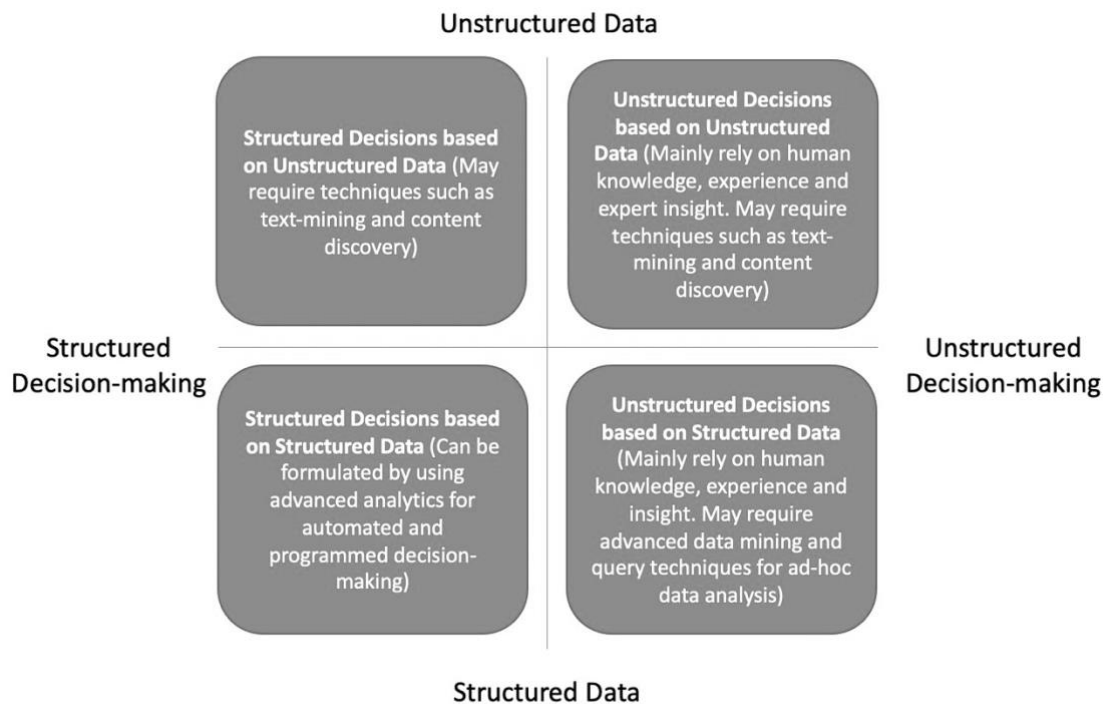 Unstructured Data
Structured Decisions based
on Unstructured Data (May
require techniques such as
text-mining and content
discovery)
Unstructured Decisions
based on Unstructured
Data (Mainly rely on human
knowledge, experience and
expert insight. May require
techniques such as text-
mining and content
discovery)
Structured
Decision-making
Unstructured
Decision-making
Structured Decisions based
on Structured Data (Can be
formulated by using
advanced analytics for
automated and
programmed decision-
making)
Unstructured Decisions
based on Structured Data
(Mainly rely on human
knowledge, experience and
insight. May require
advanced data mining and
query techniques for ad-hoc
data analysis)
Structured Data